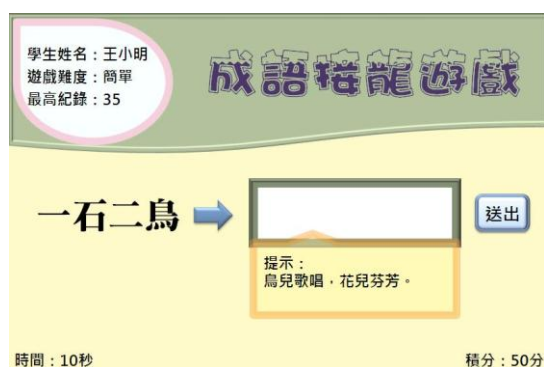 學生姓名：王小明
遊戲難度：簡單
最高紀錄：35
成語接龍遊戲
一石二鳥
送出
提示：
鳥兒歌唱，花兒芬芳。
時間：10秒
積分：50分